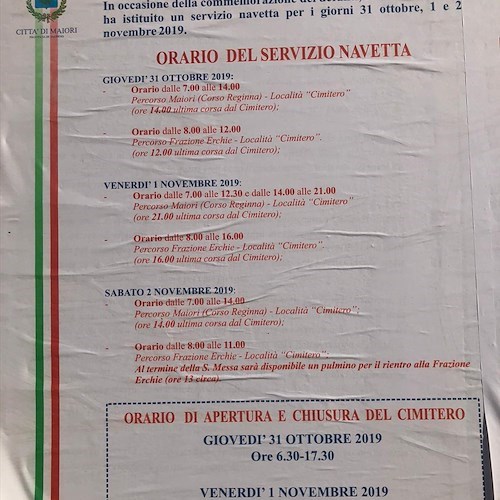 In occasione della commemorazione dei
ha istituito un servizio navetta per i giorni 31 ottobre, 1 e 2
novembre 2019.
CITTA' DI MAIORI
ORARIO DEL SERVIZIO NAVETTA
GIOVEDI' 31 OTTOBRE 2019:
- Orario dalle 7.00 alle 14.00
Percorso Maiori (Corso Reginna) - Località "Cimitero"
(ore 14.00 ultima corsa dal Cimitero);
- Orario dalle 8.00 alle 12.00
Percorso Frazione Erchie - Località "Cimitero".
(ore 12.00 ultima corsa dal Cimitero);
VENERDI' 1 NOVEMBRE 2019:
- Orario dalle 7.00 alle 12.30 e dalle 14.00 alle 21.00
Percorso Maiori (Corso Reginna) - Località "Cimitero"
(ore 21.00 ultima corsa dal Cimitero);
- Orario dalle 8.00 alle 16.00
Percorso Frazione Erchie - Località "Cimitero".
(ore 16.00 ultima corsa dal Cimitero);
SABATO 2 NOVEMBRE 2019:
- Orario dalle 7.00 alle 14.00
Percorso Maiori (Corso Reginna) - Località "Cimitero";
(ore 14.00 ultima corsa dal Cimitero);
- Orario dalle 8.00 alle 11.00
Percorso Frazione Erchie - Località "Cimitero";
Al termine della S. Messa sarà disponibile un pulmino per il rientro alla Frazione
Erchie (ore 13 circa).
ORARIO DI APERTURA E CHIUSURA DEL CIMITERO
GIOVEDI' 31 OTTOBRE 2019
Ore 6.30-17.30
VENERDI' 1 NOVEMBRE 2019